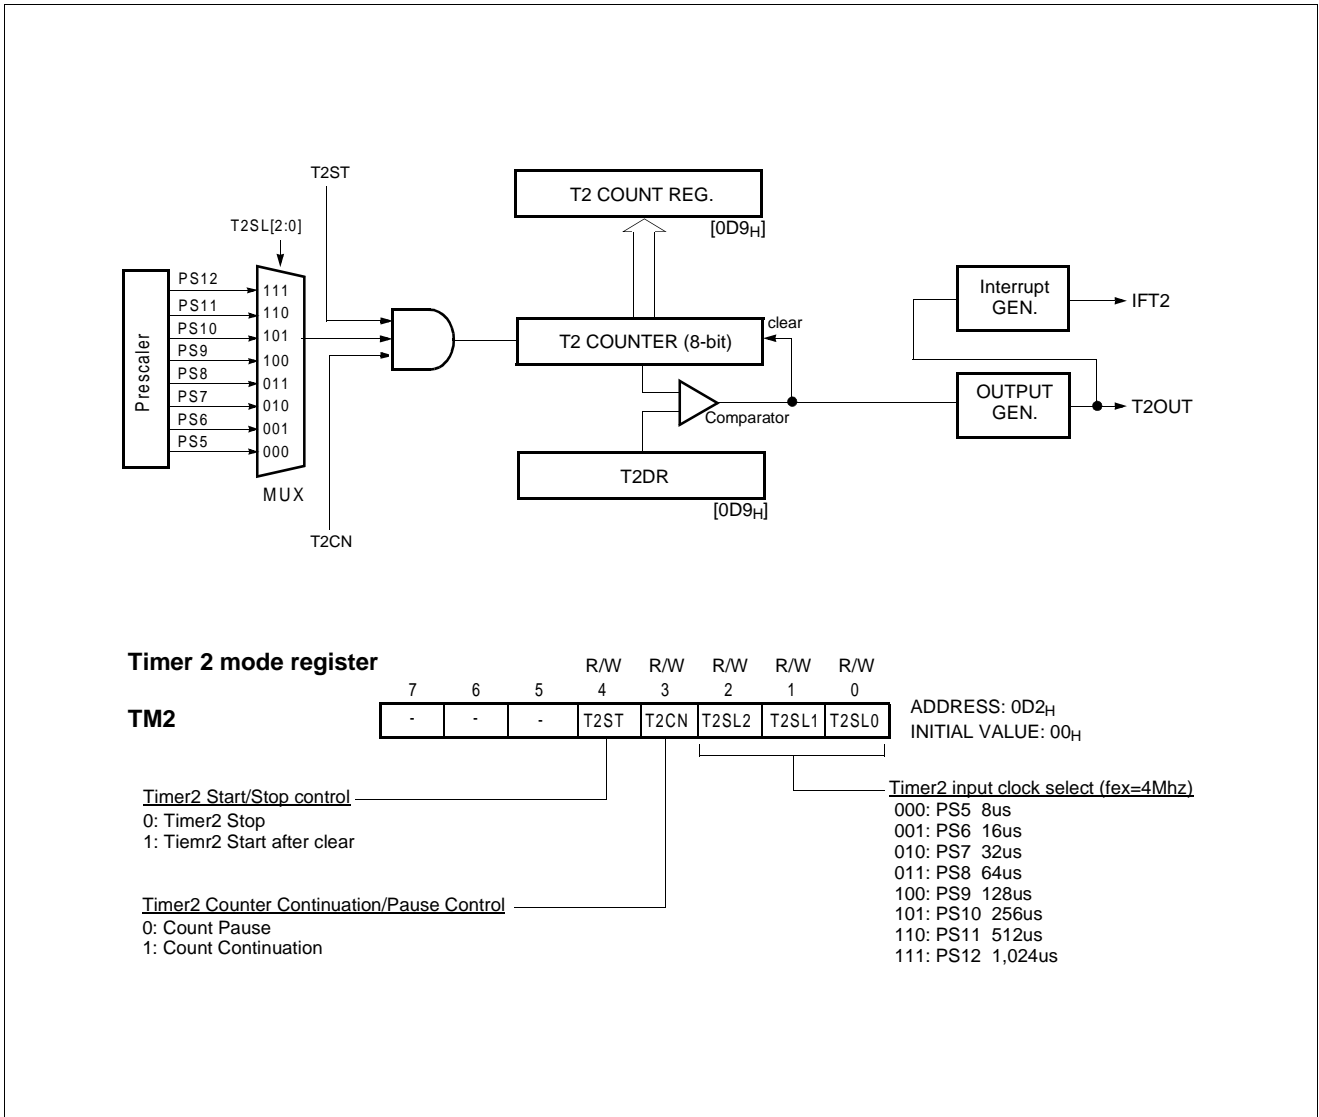 T2ST
T2 COUNT REG.
[0D9H]
T2SL[2:0]
Prescaler
PS12
PS11
PS10
PS9
PS8
PS7
PS6
PS5
111
110
101
100
011
010
001
000
MUX
T2CN
T2 COUNTER (8-bit)
clear
Comparator
T2DR
[0D9H]
Interrupt
GEN.
IFT2
OUTPUT
GEN.
T2OUT
Timer 2 mode register
R/W R/W R/W R/W R/W
7 6 5 4 3 2 1 0
TM2
- - - T2ST T2CN T2SL2 T2SL1 T2SL0
ADDRESS: 0D2H
INITIAL VALUE: 00H
Timer2 Start/Stop control
0: Timer2 Stop
1: Tiemr2 Start after clear
Timer2 Counter Continuation/Pause Control
0: Count Pause
1: Count Continuation
Timer2 input clock select (fex=4Mhz)
000: PS5 8us
001: PS6 16us
010: PS7 32us
011: PS8 64us
100: PS9 128us
101: PS10 256us
110: PS11 512us
111: PS12 1,024us